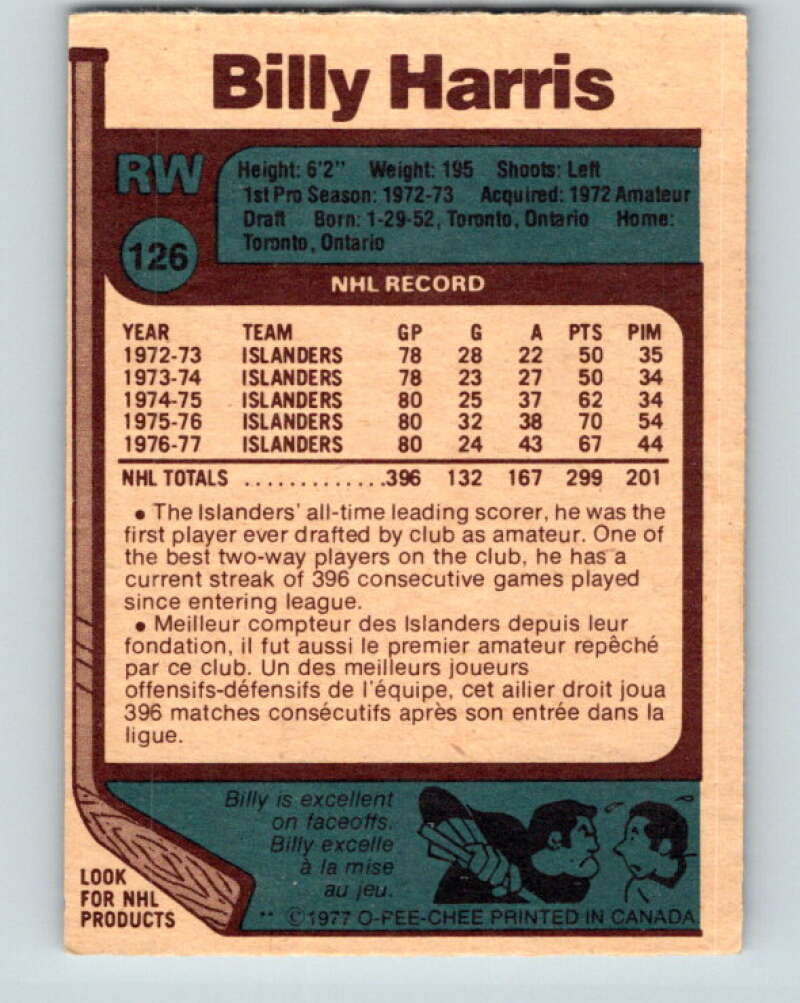 Billy Harris
RW
Height: 6'2" Weight: 195 Shoots: Left
1st Pro Season: 1972-73 Acquired: 1972 Amateur
Draft Born: 1-29-52, Toronto, Ontario Home:
Toronto, Ontario
126
NHL RECORD
YEAR TEAM GP G A PTS PIM
1972-73 ISLANDERS 78 28 22 50 35
1973-74 ISLANDERS 78 23 27 50 34
1974-75 ISLANDERS 80 25 37 62 34
1975-76 ISLANDERS 80 32 38 70 54
1976-77 ISLANDERS 80 24 43 67 44
NHL TOTALS .............396 132 167 299 201
• The Islanders' all-time leading scorer, he was the
first player ever drafted by club as amateur. One of
the best two-way players on the club, he has a
current streak of 396 consecutive games played
since entering league.
• Meilleur compteur des Islanders depuis leur
fondation, il fut aussi le premier amateur repêché
par ce club. Un des meilleurs joueurs
offensifs-défensifs de l'équipe, cet ailier droit joua
396 matches consécutifs après son entrée dans la
ligue.
Billy is excellent
on faceoffs.
Billy excelle
à la mise
au jeu.
LOOK
FOR NHL
PRODUCTS
** © 1977 O-PEE-CHEE PRINTED IN CANADA